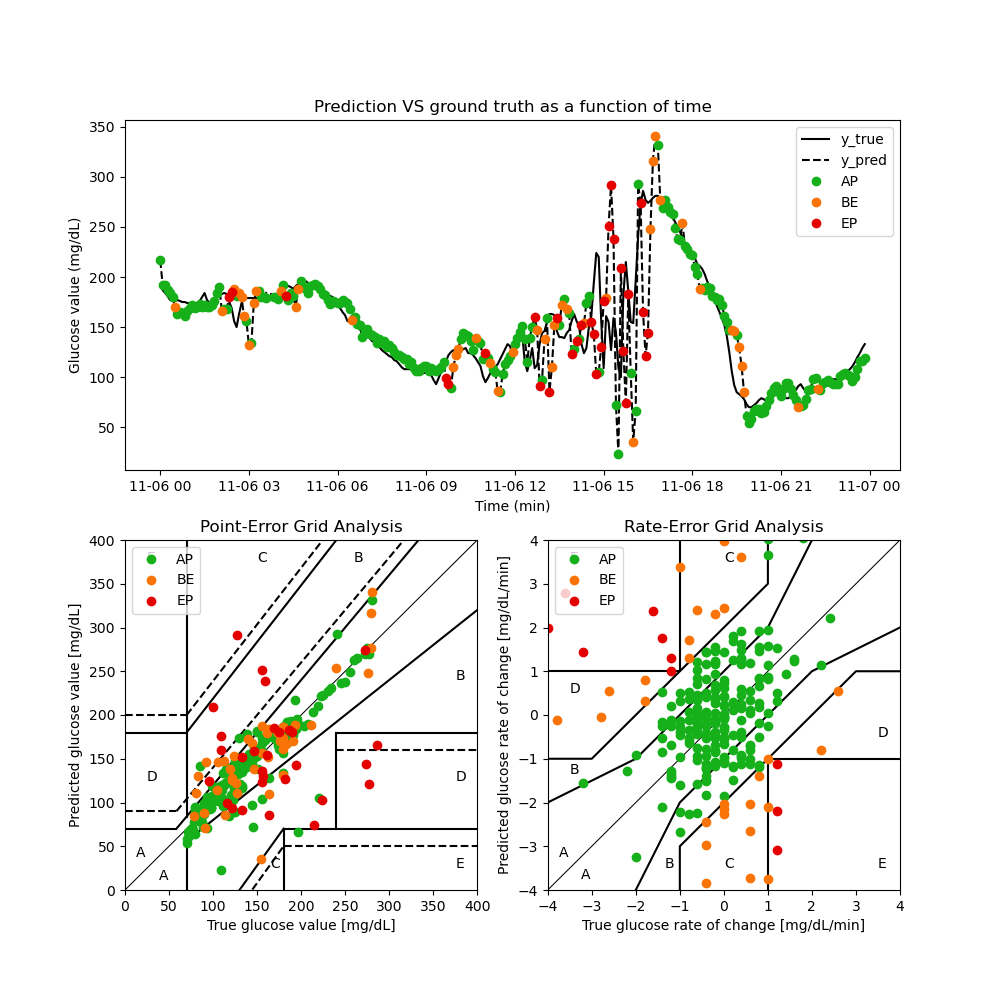 Prediction VS ground truth as a function of time
Glucose value (mg/dL)
350
300
250
200
150
100
50
y_true
y_pred
AP
BE
EP
11-06 00 11-06 03 11-06 06 11-06 09 11-06 12 11-06 15 11-06 18 11-06 21 11-07 00
Time (min)
Point-Error Grid Analysis
Predicted glucose value [mg/dL]
400
350
300
250
200
150
100
50
0
AP
BE
EP
C
B
B
D
D
A
A
C
E
0 50 100 150 200 250 300 350 400
True glucose value [mg/dL]
Rate-Error Grid Analysis
Predicted glucose rate of change [mg/dL/min]
4
3
2
1
0
−1
−2
−3
−4
AP
BE
EP
C
D
D
B
A
A
B
C
E
−4 −3 −2 −1 0 1 2 3 4
True glucose rate of change [mg/dL/min]